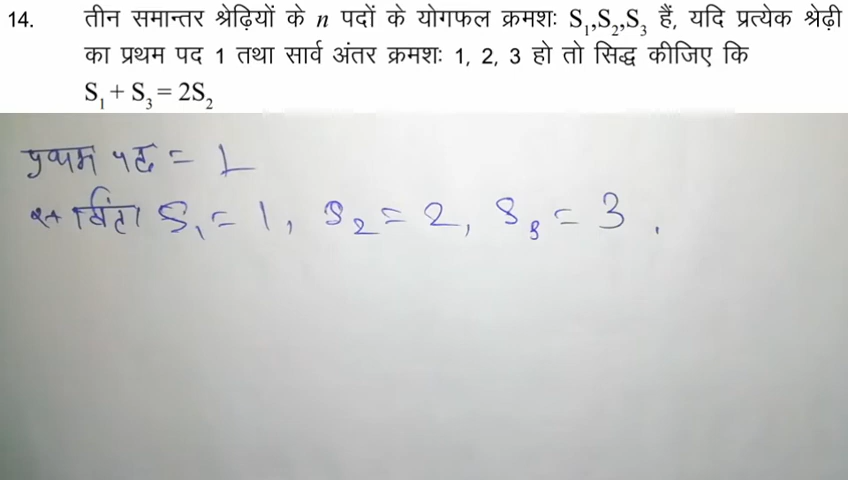 14. तीन समान्तर श्रेढ़ियों के n पदों के योगफल क्रमशः S₁,S₂,S₃ हैं, यदि प्रत्येक श्रेढ़ी
का प्रथम पद 1 तथा सार्व अंतर क्रमशः 1, 2, 3 हो तो सिद्ध कीजिए कि
S₁ + S₃ = 2S₂
प्रथम पद = 1
S₁ = 1, S₂ = 2, S₃ = 3 .